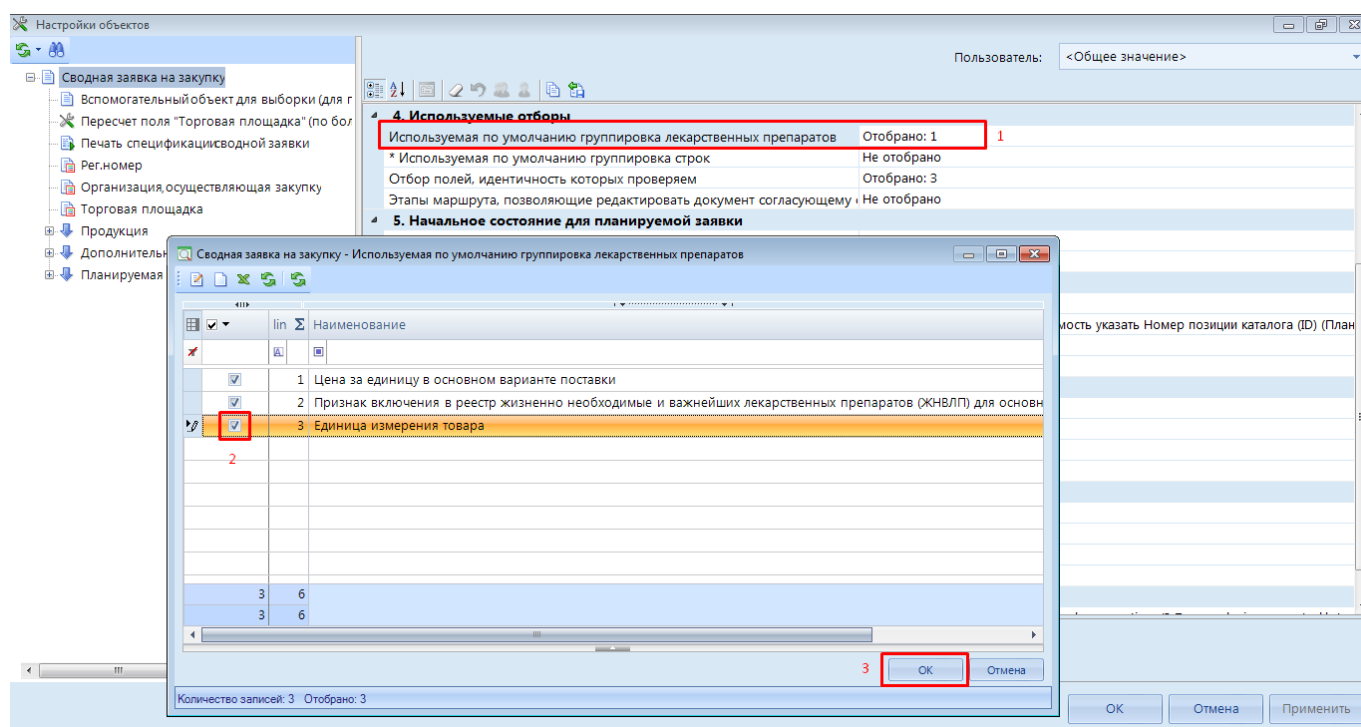 Настройки объектов
Пользователь: <Общее значение>
Сводная заявка на закупку
Вспомогательный объект для выборки (для г
Пересчет поля "Торговая площадка" (по бол
Печать спецификациисводной заявки
Рег.номер
Организация,осуществляющая закупку
Торговая площадка
Продукция
Дополнительн
Планируемая
4. Используемые отборы
Используемая по умолчанию группировка лекарственных препаратов Отобрано: 1 1
* Используемая по умолчанию группировка строк Не отобрано
Отбор полей, идентичность которых проверяем Отобрано: 3
Этапы маршрута, позволяющие редактировать документ согласующему Не отобрано
5. Начальное состояние для планируемой заявки
мость указать Номер позиции каталога (ID) (План
Сводная заявка на закупку - Используемая по умолчанию группировка лекарственных препаратов
lin Σ Наименование
1 Цена за единицу в основном варианте поставки
2 Признак включения в реестр жизненно необходимые и важнейших лекарственных препаратов (ЖНВЛП) для основн
3 Единица измерения товара
2
3 6
3 6
3 OK Отмена
Количество записей: 3 Отобрано: 3
OK Отмена Применить